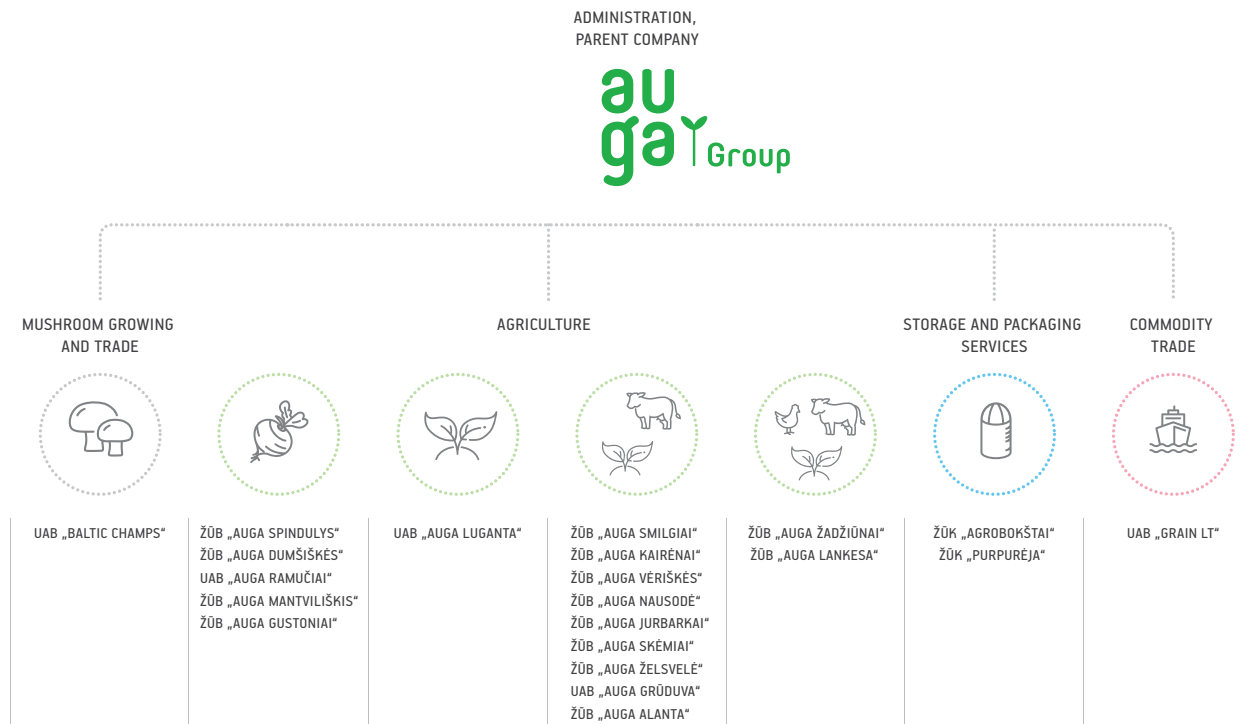 ADMINISTRATION,
PARENT COMPANY
auga Group
MUSHROOM GROWING
AND TRADE
AGRICULTURE
STORAGE AND PACKAGING
SERVICES
COMMODITY
TRADE
UAB „BALTIC CHAMPS“
ŽŪB „AUGA SPINDULYS“
ŽŪB „AUGA DUMŠIŠKĖS“
UAB „AUGA RAMUČIAI“
ŽŪB „AUGA MANTVILIŠKIS“
ŽŪB „AUGA GUSTONIAI“
UAB „AUGA LUGANTA“
ŽŪB „AUGA SMILGIAI“
ŽŪB „AUGA KAIRĖNAI“
ŽŪB „AUGA VĖRIŠKĖS“
ŽŪB „AUGA NAUSODĖ“
ŽŪB „AUGA JURBARKAI“
ŽŪB „AUGA SKĖMIAI“
ŽŪB „AUGA ŽELSVELĖ“
UAB „AUGA GRŪDUVA“
ŽŪB „AUGA ALANTA“
ŽŪB „AUGA ŽADŽIŪNAI“
ŽŪB „AUGA LANKESA“
ŽŪK „AGROBOKŠTAI“
ŽŪK „PURPURĖJA“
UAB „GRAIN LT“